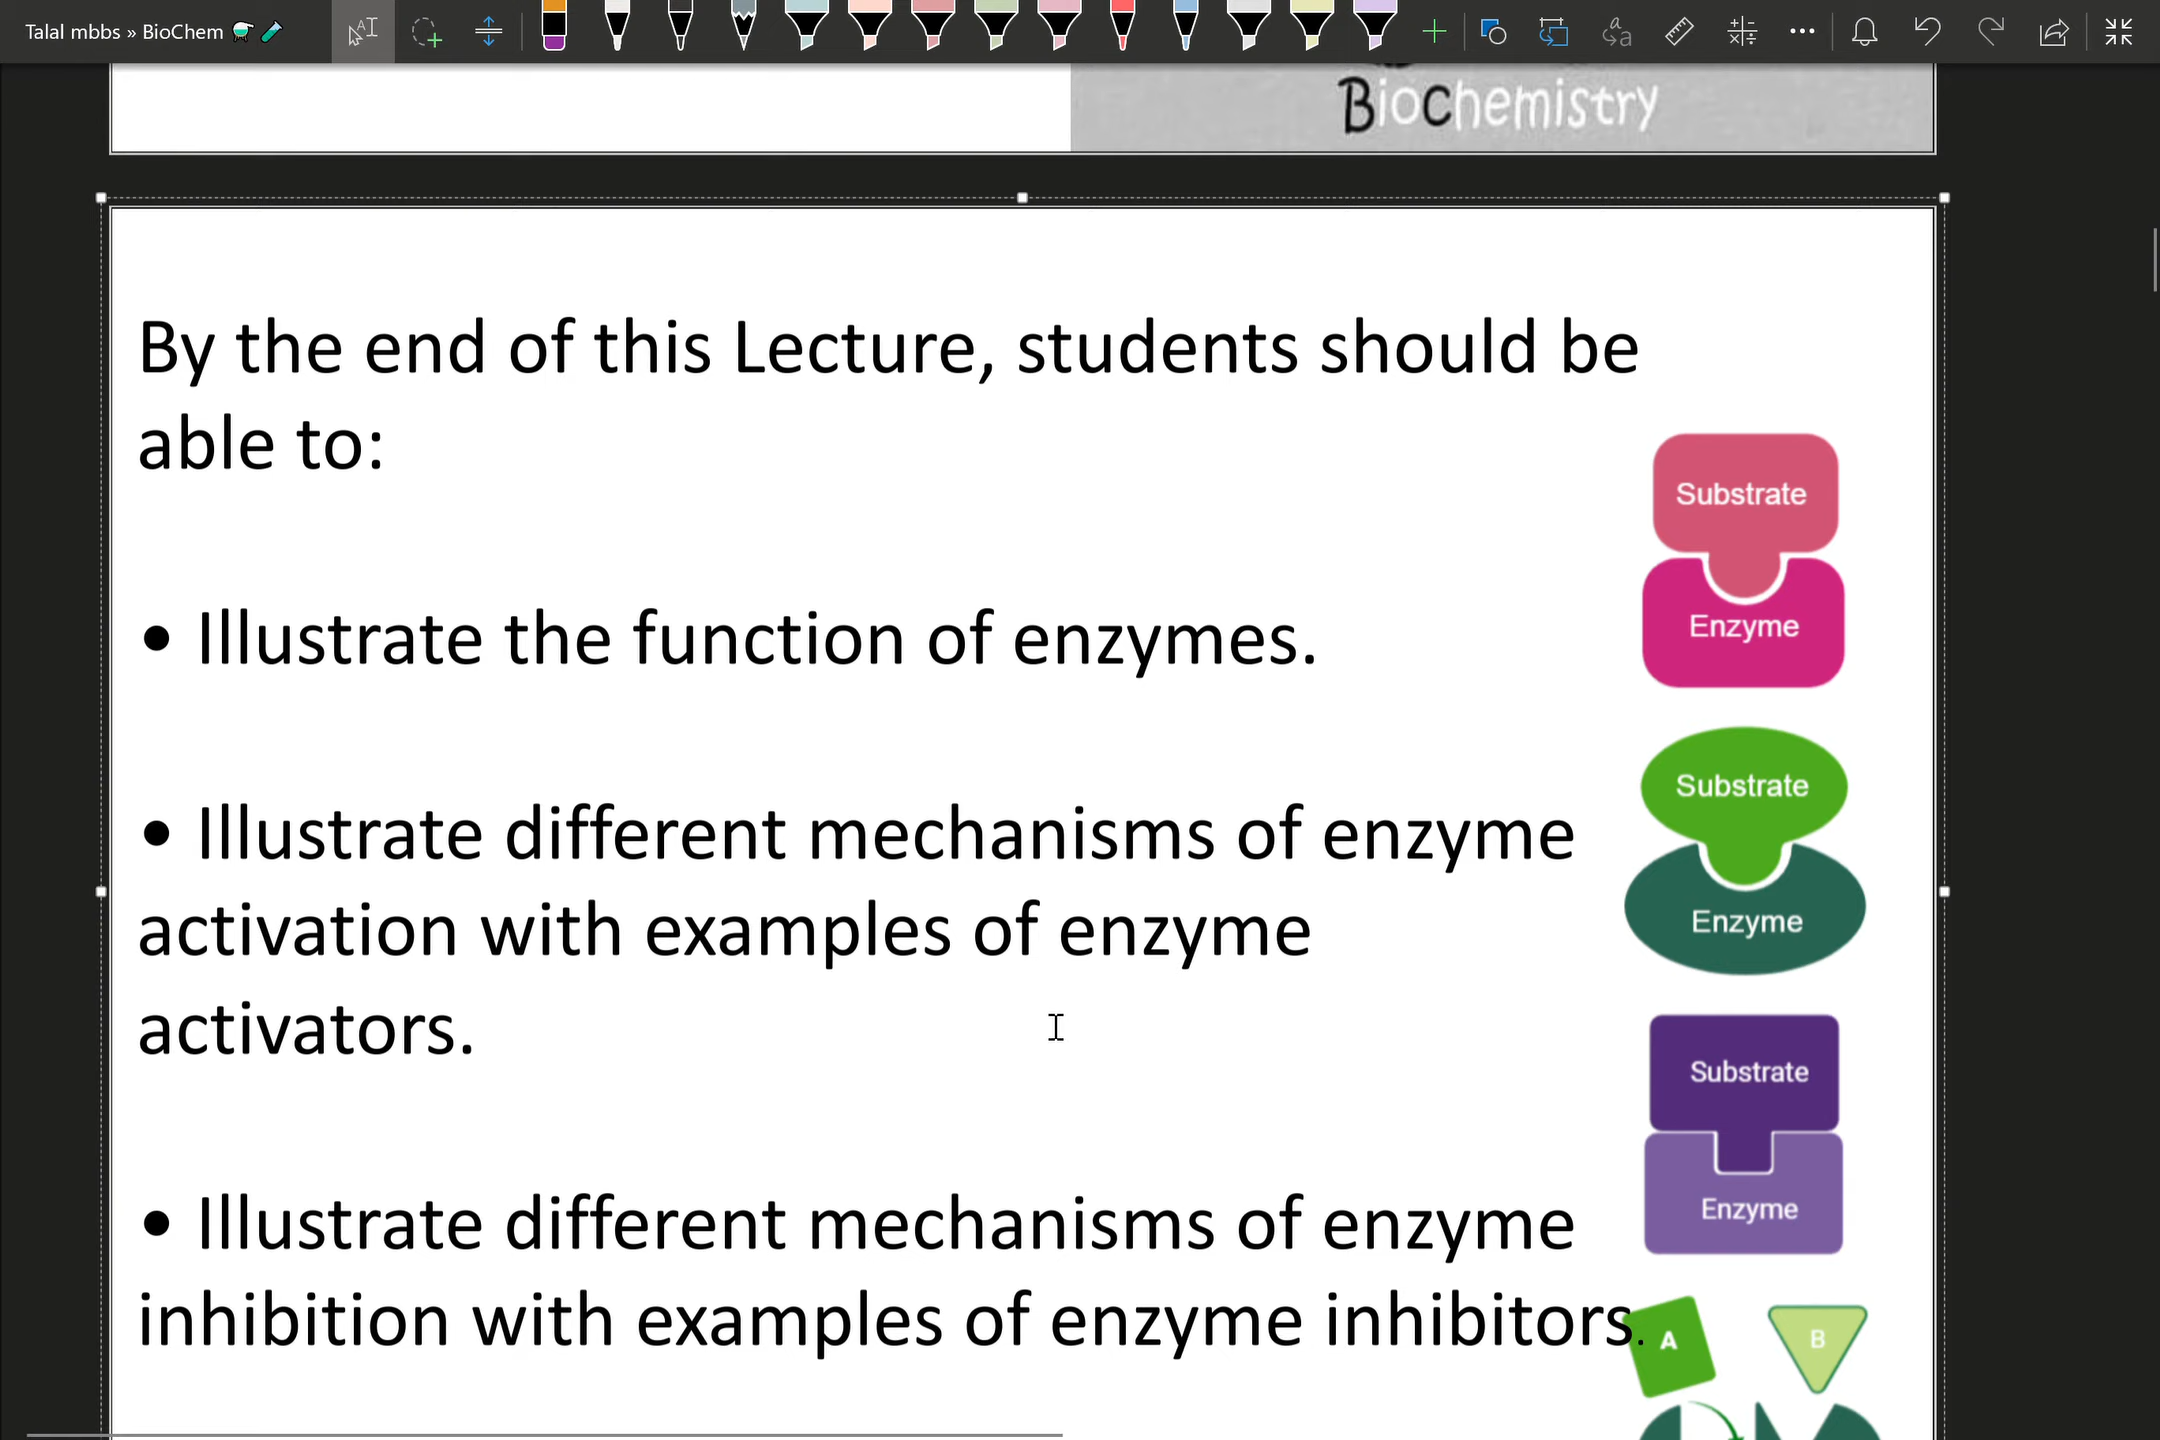 Talal mbbs » BioChem
Biochemistry
By the end of this Lecture, students should be
able to:
• Illustrate the function of enzymes.
• Illustrate different mechanisms of enzyme
activation with examples of enzyme
activators.
• Illustrate different mechanisms of enzyme
inhibition with examples of enzyme inhibitors.
Substrate
Enzyme
Substrate
Enzyme
Substrate
Enzyme
A B